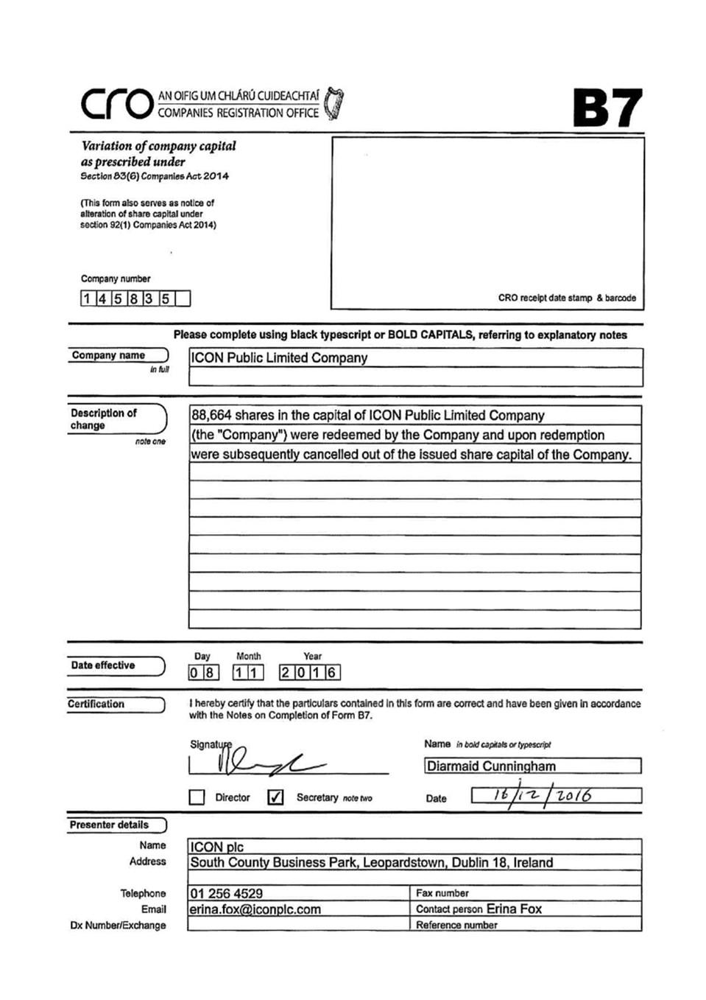 CRO AN OIFIG UM CHLÁRÚ CUIDEACHTAÍ
COMPANIES REGISTRATION OFFICE
B7
Variation of company capital
as prescribed under
Section 83(6) Companies Act 2014
(This form also serves as notice of
alteration of share capital under
section 92(1) Companies Act 2014)
Company number
145835
CRO receipt date stamp & barcode
Please complete using black typescript or BOLD CAPITALS, referring to explanatory notes
Company name
in full
ICON Public Limited Company
Description of
change
note one
88,664 shares in the capital of ICON Public Limited Company
(the "Company") were redeemed by the Company and upon redemption
were subsequently cancelled out of the issued share capital of the Company.
Date effective
Day Month Year
08 11 2016
Certification
I hereby certify that the particulars contained in this form are correct and have been given in accordance
with the Notes on Completion of Form B7.
Signature
Name in bold capitals or typescript
Diarmaid Cunningham
Director ✓ Secretary note two
Date 16/12/2016
Presenter details
Name ICON plc
Address South County Business Park, Leopardstown, Dublin 18, Ireland
Telephone 01 256 4529 Fax number
Email erina.fox@iconplc.com Contact person Erina Fox
Dx Number/Exchange Reference number